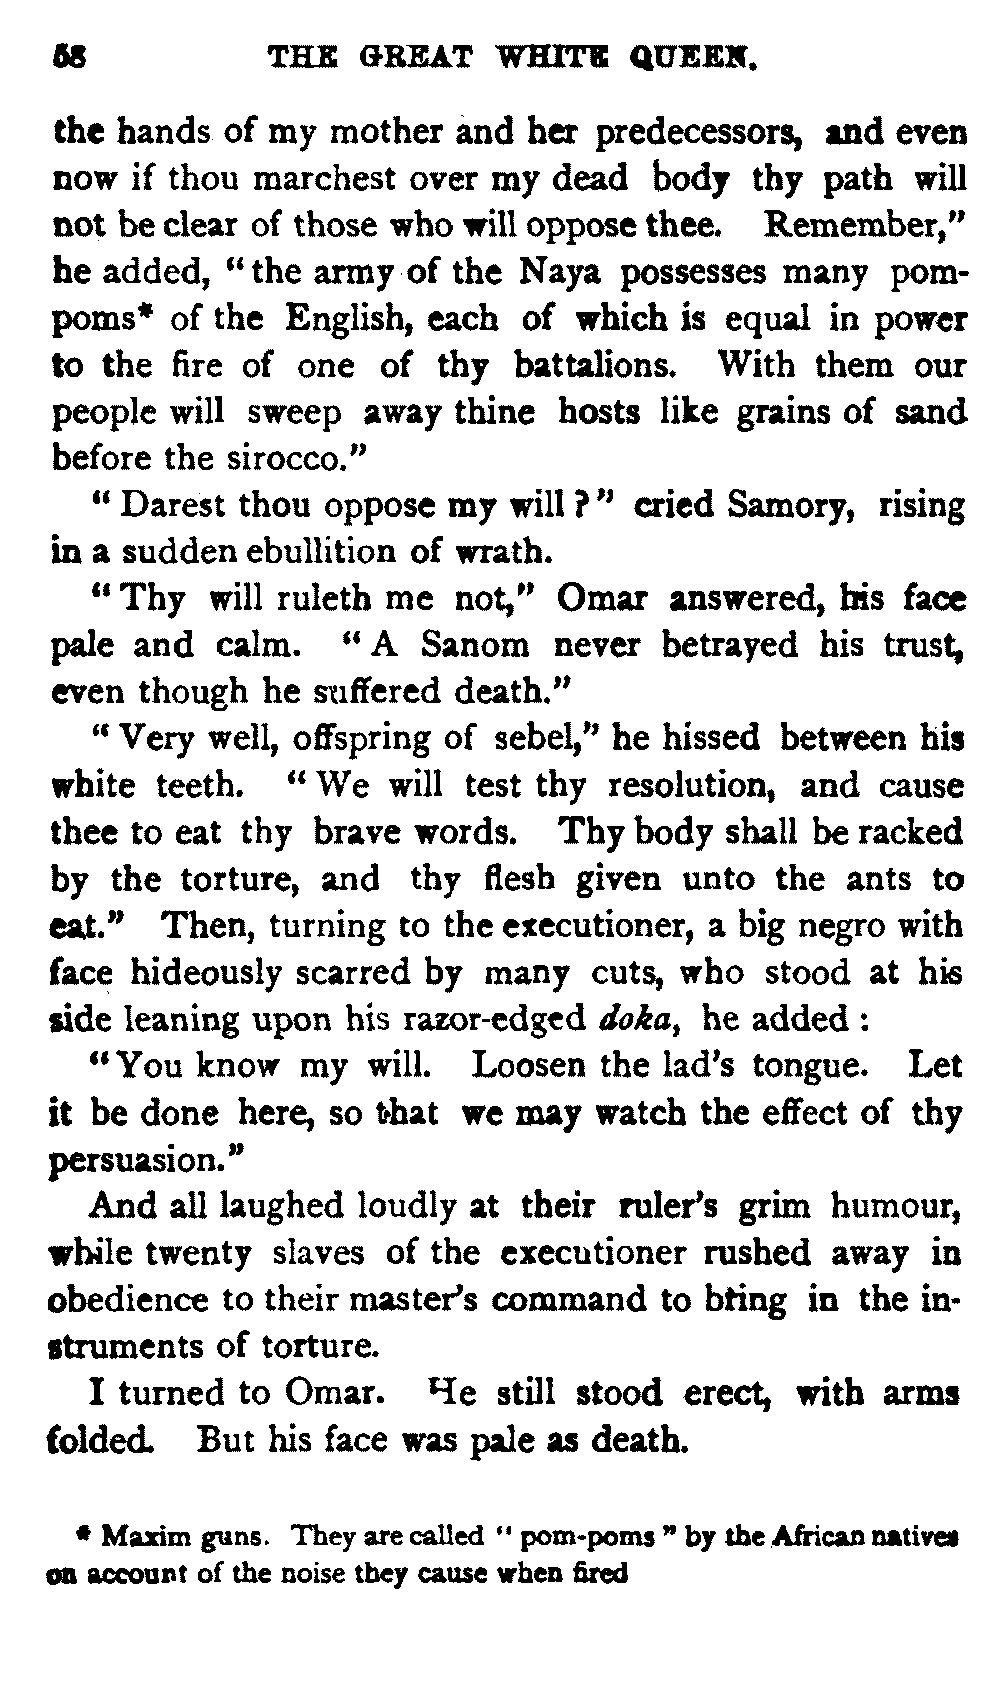 58 THE GREAT WHITE QUEEN.
the hands of my mother and her predecessors, and even
now if thou marchest over my dead body thy path will
not be clear of those who will oppose thee. Remember,"
he added, "the army of the Naya possesses many pom-
poms* of the English, each of which is equal in power
to the fire of one of thy battalions. With them our
people will sweep away thine hosts like grains of sand
before the sirocco."
"Darest thou oppose my will?" cried Samory, rising
in a sudden ebullition of wrath.
"Thy will ruleth me not," Omar answered, his face
pale and calm. "A Sanom never betrayed his trust,
even though he suffered death."
"Very well, offspring of sebel," he hissed between his
white teeth. "We will test thy resolution, and cause
thee to eat thy brave words. Thy body shall be racked
by the torture, and thy flesh given unto the ants to
eat." Then, turning to the executioner, a big negro with
face hideously scarred by many cuts, who stood at his
side leaning upon his razor-edged doka, he added :
"You know my will. Loosen the lad's tongue. Let
it be done here, so that we may watch the effect of thy
persuasion."
And all laughed loudly at their ruler's grim humour,
while twenty slaves of the executioner rushed away in
obedience to their master's command to bring in the in-
struments of torture.
I turned to Omar. He still stood erect, with arms
folded. But his face was pale as death.
* Maxim guns. They are called "pom-poms" by the African natives
on account of the noise they cause when fired